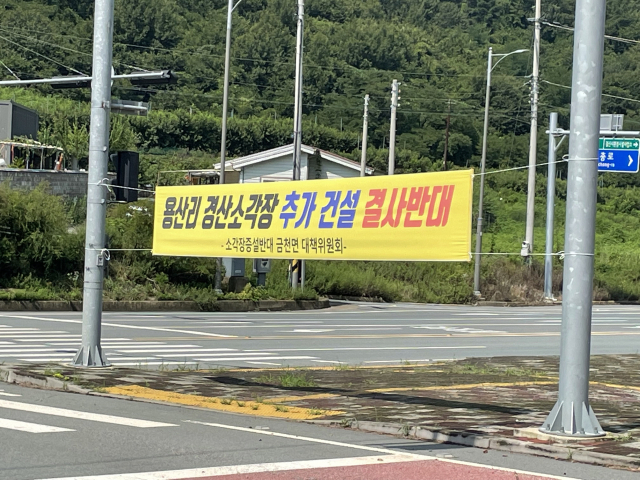 용산리 경산소각장 추가 건설 결사반대
- 소각장증설반대 금천면 대책위원회-